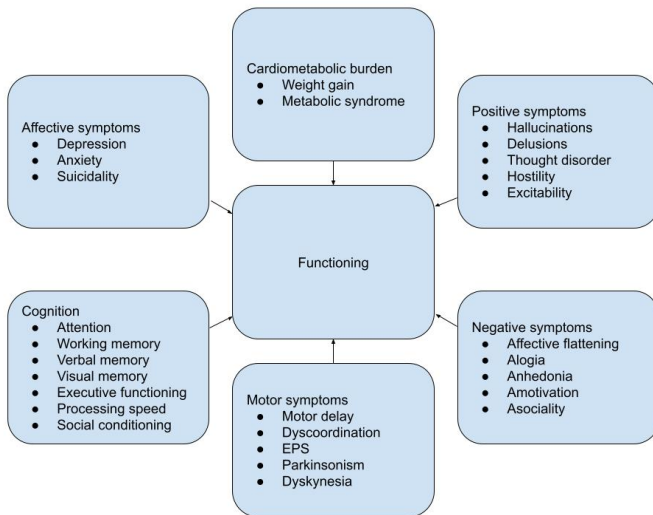 Cardiometabolic burden
● Weight gain
● Metabolic syndrome
Affective symptoms
● Depression
● Anxiety
● Suicidality
Positive symptoms
● Hallucinations
● Delusions
● Thought disorder
● Hostility
● Excitability
Functioning
Cognition
● Attention
● Working memory
● Verbal memory
● Visual memory
● Executive functioning
● Processing speed
● Social conditioning
Motor symptoms
● Motor delay
● Dyscoordination
● EPS
● Parkinsonism
● Dyskynesia
Negative symptoms
● Affective flattening
● Alogia
● Anhedonia
● Amotivation
● Asociality